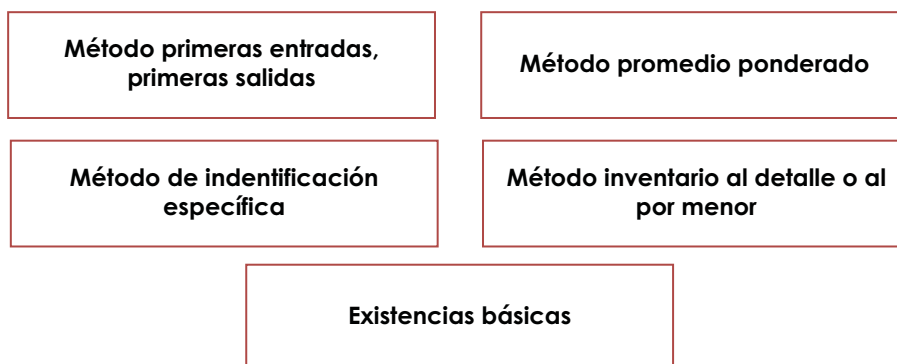 Método primeras entradas,
primeras salidas
Método promedio ponderado
Método de indentificación
específica
Método inventario al detalle o al
por menor
Existencias básicas